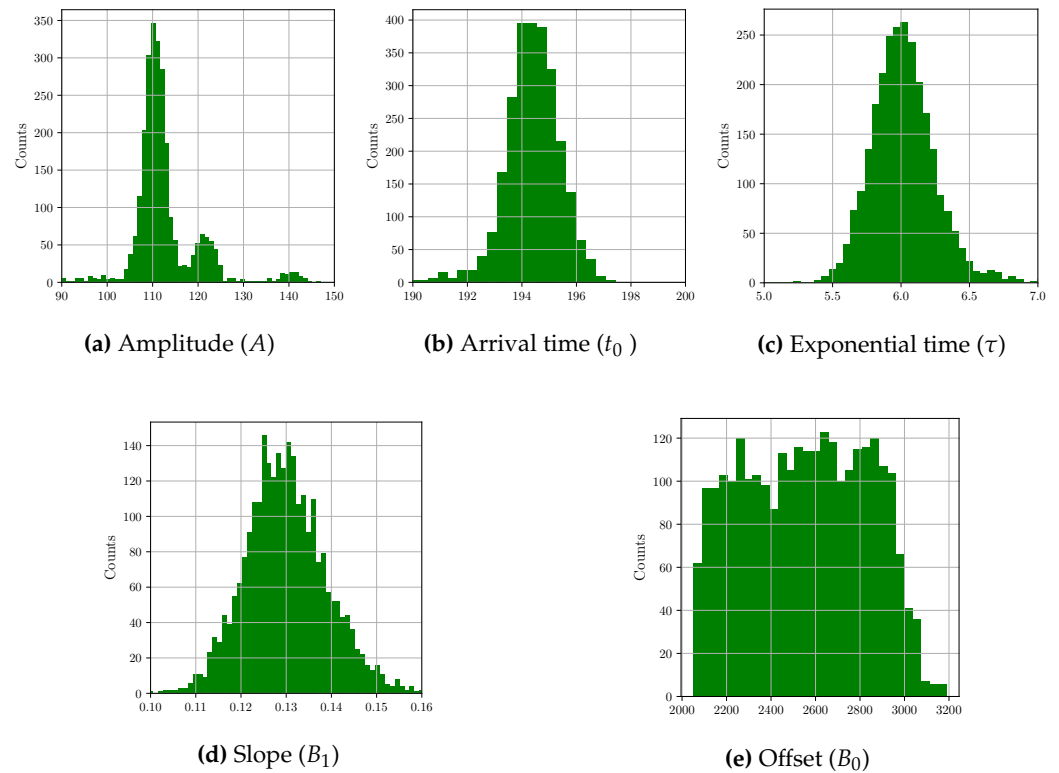 350
300
250
200
150
100
50
0
Counts
90 100 110 120 130 140 150
(a) Amplitude (A)
400
350
300
250
200
150
100
50
0
Counts
190 192 194 196 198 200
(b) Arrival time (t_0 )
250
200
150
100
50
0
Counts
5.0 5.5 6.0 6.5 7.0
(c) Exponential time (τ)
140
120
100
80
60
40
20
0
Counts
0.10 0.11 0.12 0.13 0.14 0.15 0.16
(d) Slope (B_1)
120
100
80
60
40
20
0
Counts
2000 2200 2400 2600 2800 3000 3200
(e) Offset (B_0)